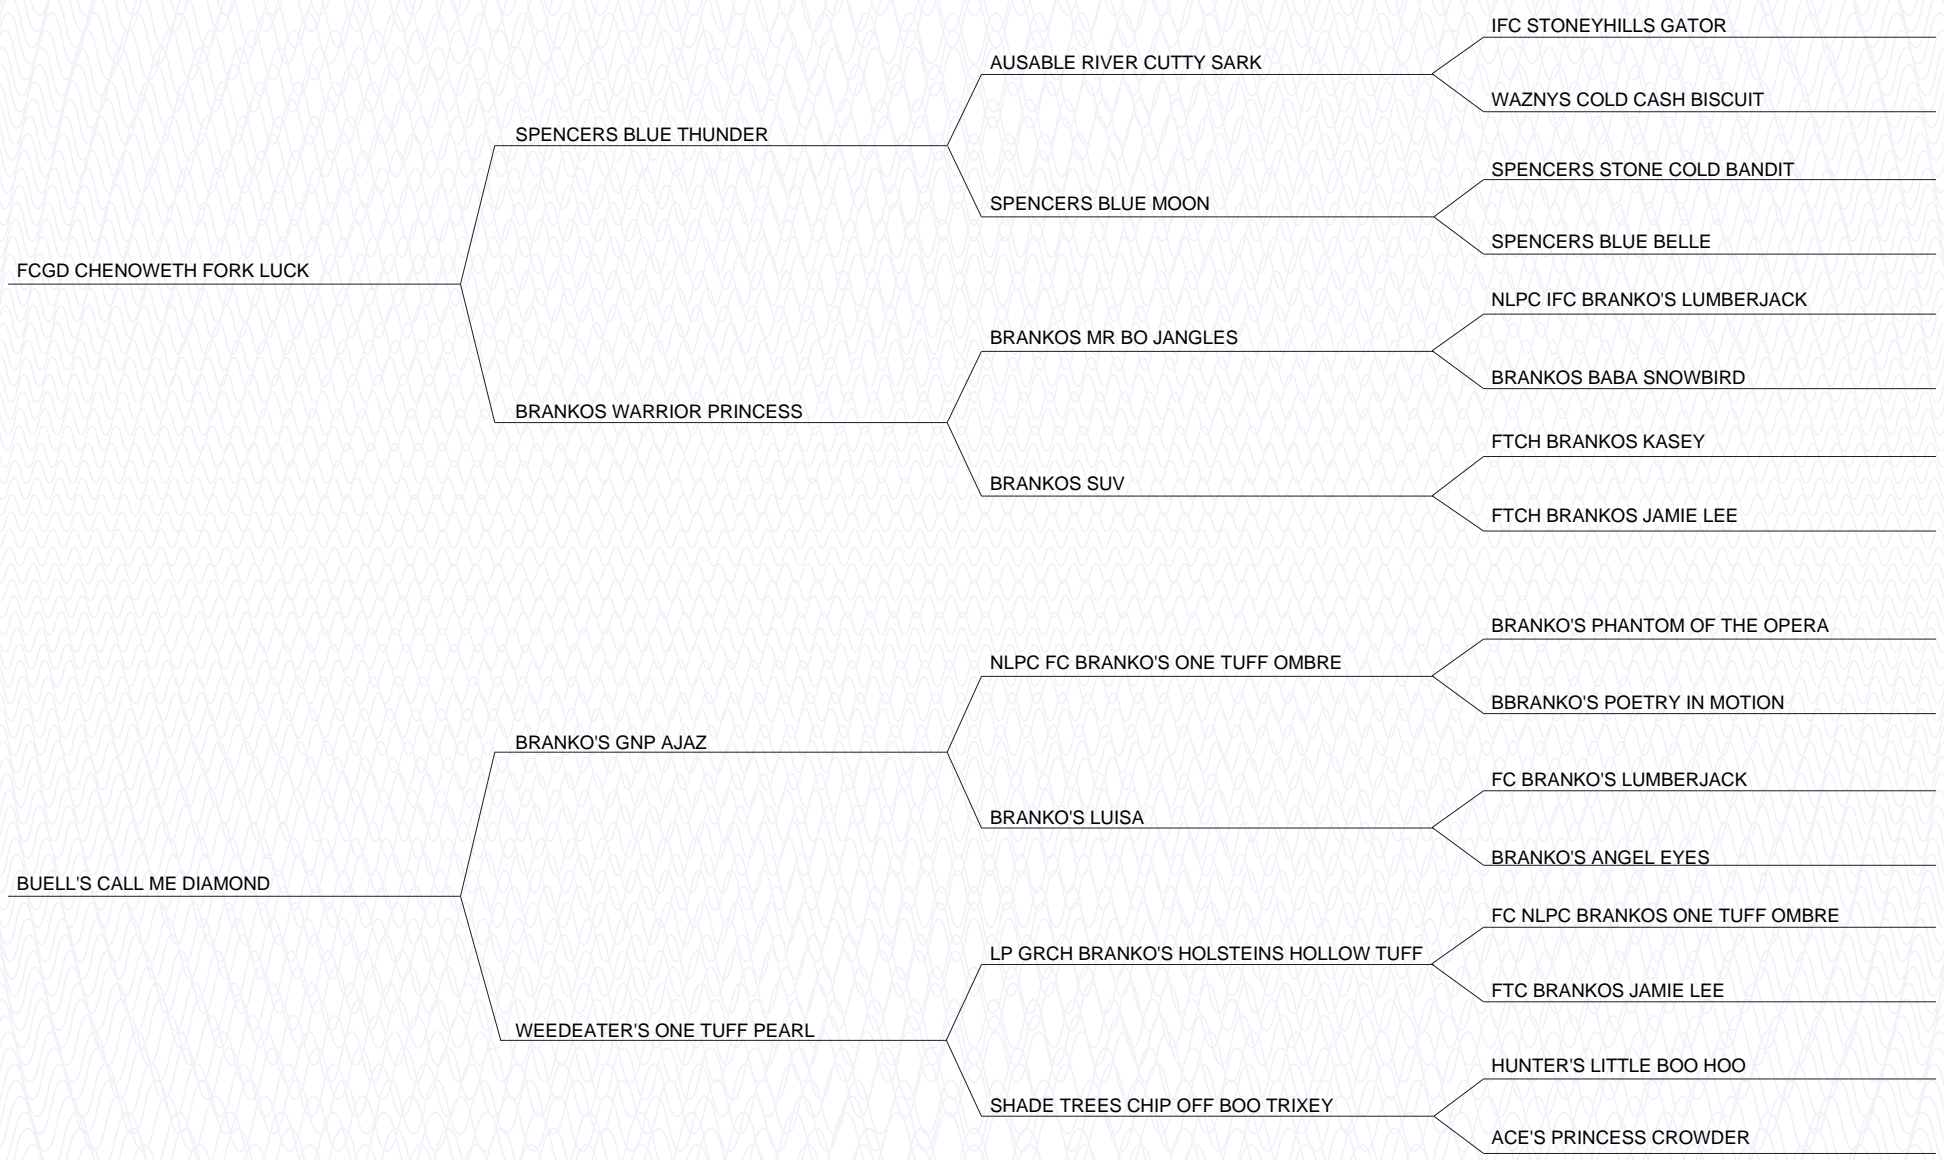 IFC STONEYHILLS GATOR
AUSABLE RIVER CUTTY SARK
WAZNYS COLD CASH BISCUIT
SPENCERS BLUE THUNDER
SPENCERS STONE COLD BANDIT
SPENCERS BLUE MOON
SPENCERS BLUE BELLE
FCGD CHENOWETH FORK LUCK
NLPC IFC BRANKO'S LUMBERJACK
BRANKOS MR BO JANGLES
BRANKOS BABA SNOWBIRD
BRANKOS WARRIOR PRINCESS
FTCH BRANKOS KASEY
BRANKOS SUV
FTCH BRANKOS JAMIE LEE
BRANKO'S PHANTOM OF THE OPERA
NLPC FC BRANKO'S ONE TUFF OMBRE
BBRANKO'S POETRY IN MOTION
BRANKO'S GNP AJAZ
FC BRANKO'S LUMBERJACK
BRANKO'S LUISA
BRANKO'S ANGEL EYES
BUELL'S CALL ME DIAMOND
FC NLPC BRANKOS ONE TUFF OMBRE
LP GRCH BRANKO'S HOLSTEINS HOLLOW TUFF
FTC BRANKOS JAMIE LEE
WEEDEATER'S ONE TUFF PEARL
HUNTER'S LITTLE BOO HOO
SHADE TREES CHIP OFF BOO TRIXEY
ACE'S PRINCESS CROWDER